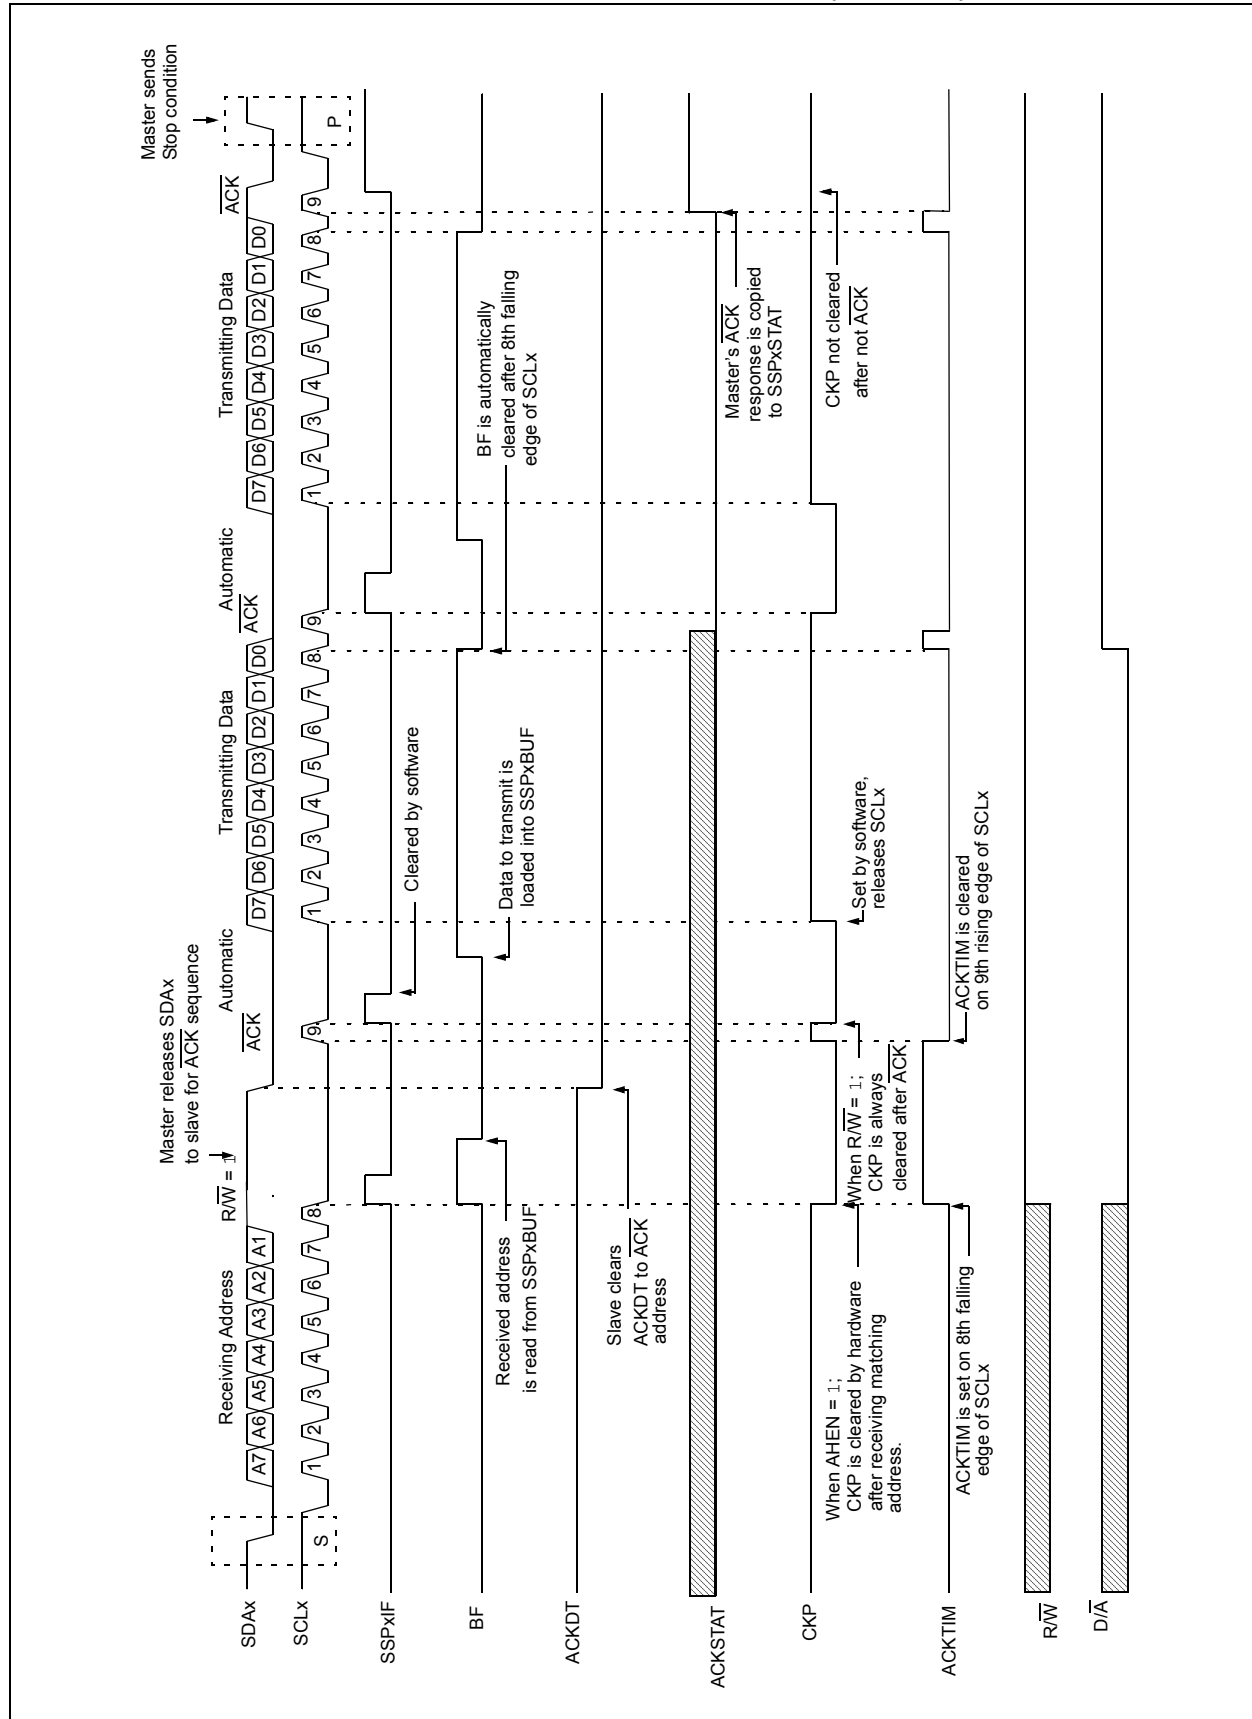 Master releases SDAx
to slave for ACK sequence
Master sends
Stop condition
Receiving Address
R/W = 1
Automatic
ACK
Transmitting Data
Automatic
ACK
Transmitting Data
ACK
SDAx
A7 A6 A5 A4 A3 A2 A1
D7 D6 D5 D4 D3 D2 D1 D0
D7 D6 D5 D4 D3 D2 D1 D0
SCLx
S
1 2 3 4 5 6 7 8 9
1 2 3 4 5 6 7 8 9
1 2 3 4 5 6 7 8 9
P
SSPxIF
Cleared by software
BF
Received address
is read from SSPxBUF
Data to transmit is
loaded into SSPxBUF
BF is automatically
cleared after 8th falling
edge of SCLx
ACKDT
Slave clears
ACKDT to ACK
address
ACKSTAT
Master's ACK
response is copied
to SSPxSTAT
CKP
When AHEN = 1;
CKP is cleared by hardware
after receiving matching
address.
When R/W = 1;
CKP is always
cleared after ACK
Set by software,
releases SCLx
CKP not cleared
after not ACK
ACKTIM
ACKTIM is set on 8th falling
edge of SCLx
ACKTIM is cleared
on 9th rising edge of SCLx
R/W
D/A